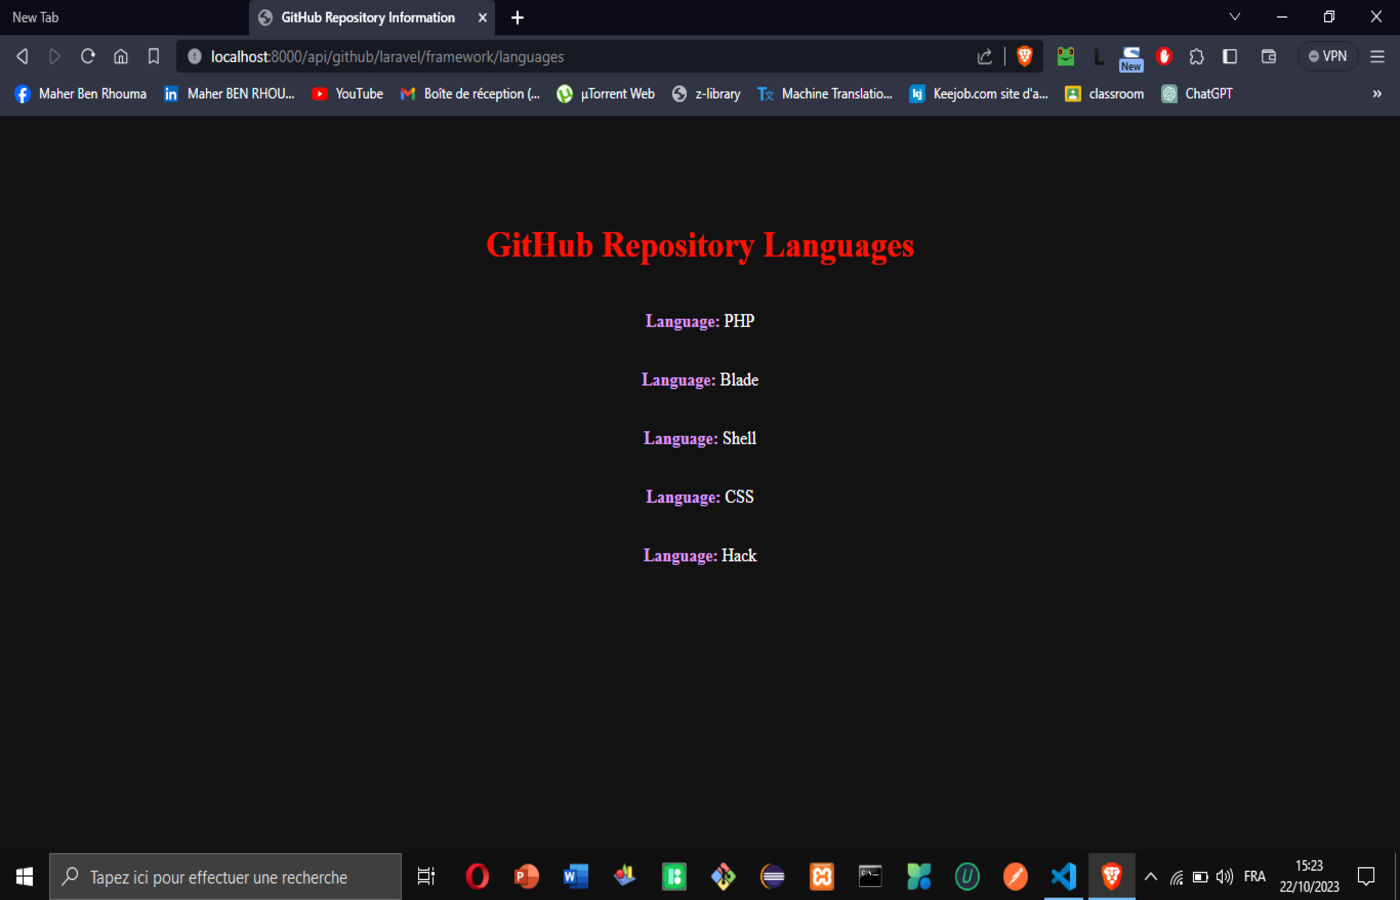 New Tab
GitHub Repository Information
localhost:8000/api/github/laravel/framework/languages
New
VPN
Maher Ben Rhouma
Maher BEN RHOU...
YouTube
Boîte de réception (...
µTorrent Web
z-library
Machine Translatio...
Keejob.com site d'a...
classroom
ChatGPT
GitHub Repository Languages
Language: PHP
Language: Blade
Language: Shell
Language: CSS
Language: Hack
Tapez ici pour effectuer une recherche
FRA
15:23
22/10/2023